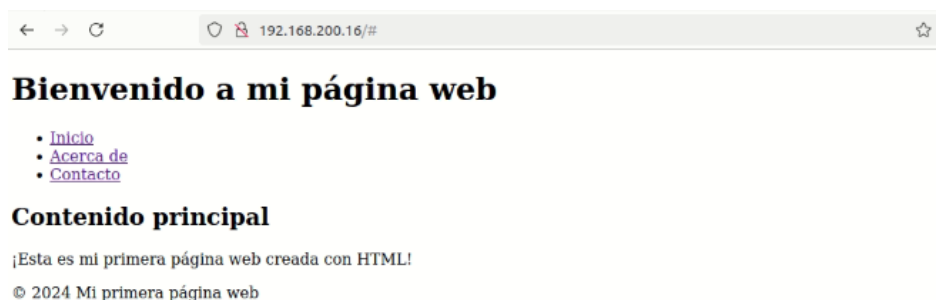 192.168.200.16/#
Bienvenido a mi página web
Inicio
Acerca de
Contacto
Contenido principal
¡Esta es mi primera página web creada con HTML!
© 2024 Mi primera página web